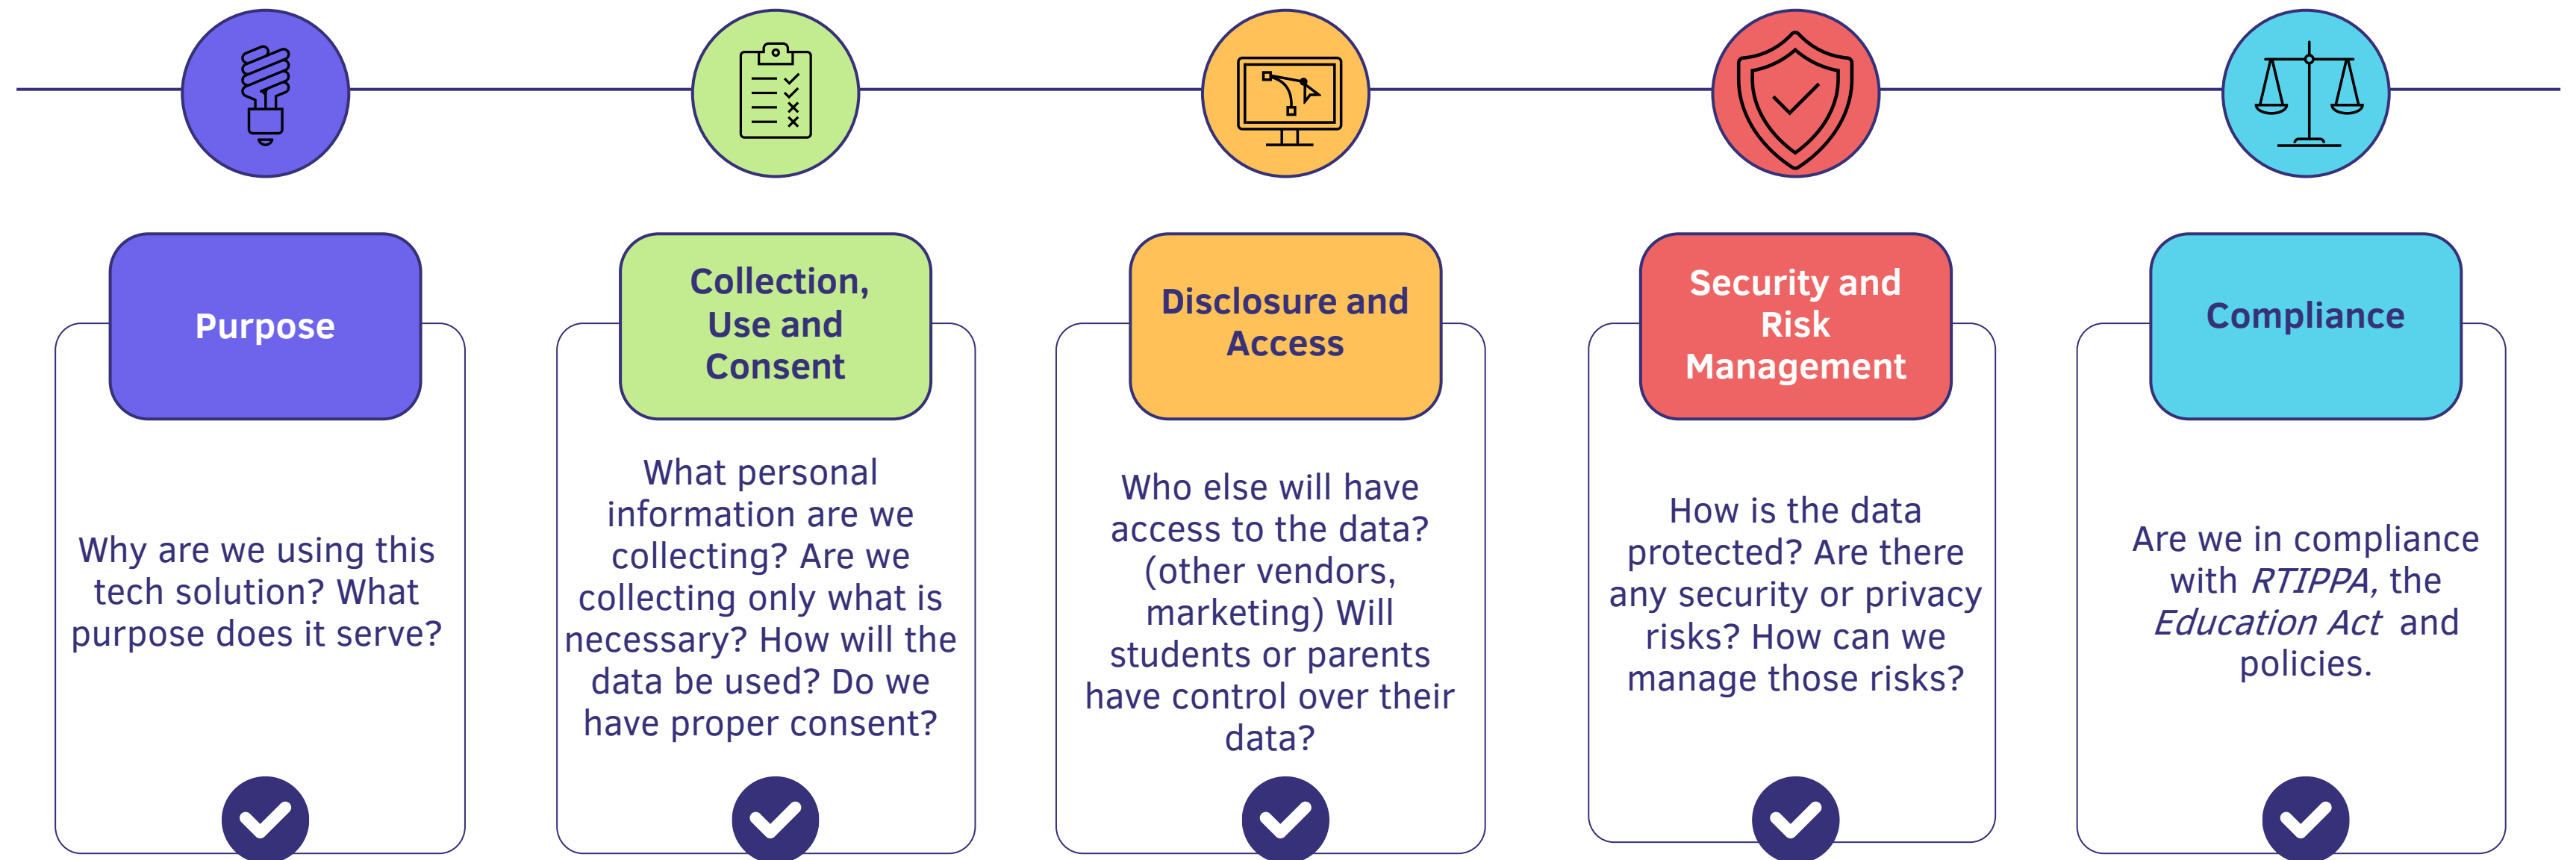 Purpose
Why are we using this
tech solution? What
purpose does it serve?
Collection,
Use and
Consent
What personal
information are we
collecting? Are we
collecting only what is
necessary? How will the
data be used? Do we
have proper consent?
Disclosure and
Access
Who else will have
access to the data?
(other vendors,
marketing) Will
students or parents
have control over their
data?
Security and
Risk
Management
How is the data
protected? Are there
any security or privacy
risks? How can we
manage those risks?
Compliance
Are we in compliance
with RTIPPA, the
Education Act and
policies.